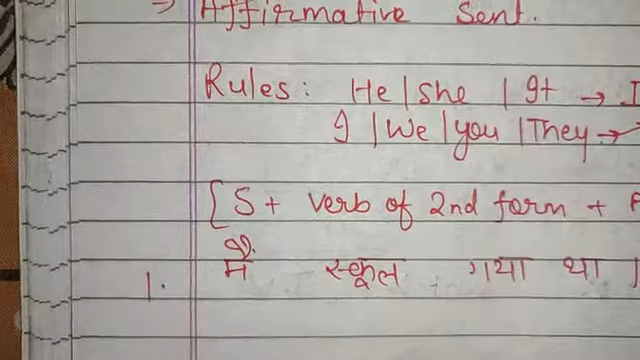 → Affirmative Sent.
Rules: He | she | It →
I | We | you | They →
[ S + verb of 2nd form +
1. मैं स्कूल गया था ।